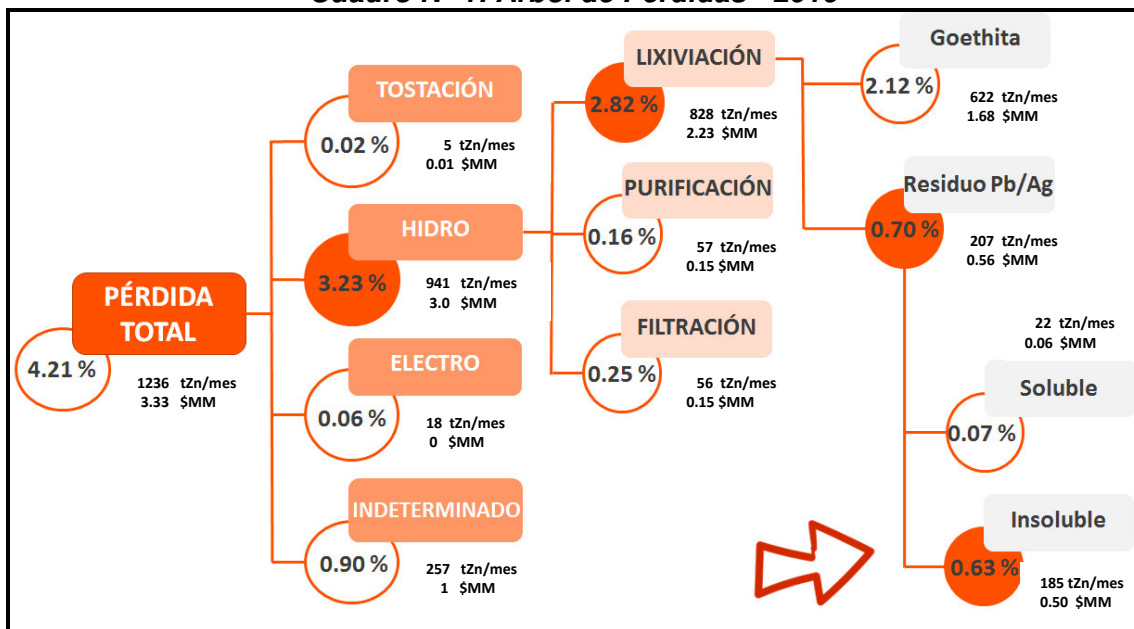 TOSTACIÓN
0.02 %
5 tZn/mes
0.01 $MM
HIDRO
3.23 %
941 tZn/mes
3.0 $MM
PÉRDIDA
TOTAL
4.21 %
1236 tZn/mes
3.33 $MM
ELECTRO
0.06 %
18 tZn/mes
0 $MM
INDETERMINADO
0.90 %
257 tZn/mes
1 $MM
LIXIVIACIÓN
2.82 %
828 tZn/mes
2.23 $MM
PURIFICACIÓN
0.16 %
57 tZn/mes
0.15 $MM
FILTRACIÓN
0.25 %
56 tZn/mes
0.15 $MM
Goethita
2.12 %
622 tZn/mes
1.68 $MM
Residuo Pb/Ag
0.70 %
207 tZn/mes
0.56 $MM
22 tZn/mes
0.06 $MM
Soluble
0.07 %
Insoluble
0.63 %
185 tZn/mes
0.50 $MM